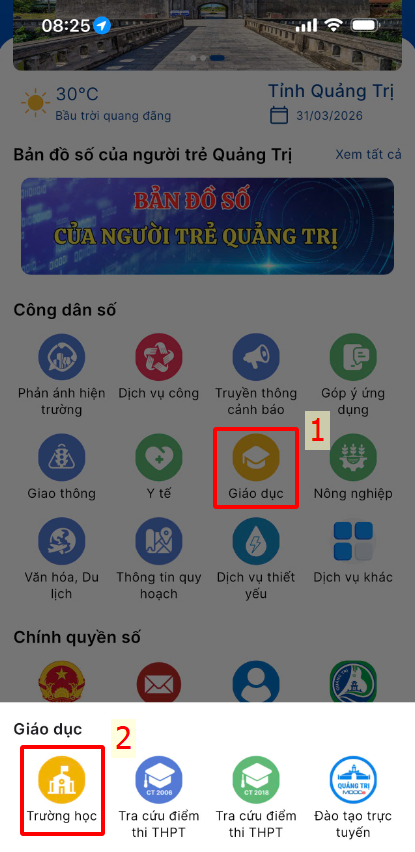 08:25
30°C
Bầu trời quang đãng
Tỉnh Quảng Trị
31/03/2026
Bản đồ số của người trẻ Quảng Trị
Xem tất cả
BẢN ĐỒ SỐ
CỦA NGƯỜI TRẺ QUẢNG TRỊ
Công dân số
Phản ánh hiện
trường
Dịch vụ công
Truyền thông
cảnh báo
Góp ý ứng
dụng
1
Giao thông
Y tế
Giáo dục
Nông nghiệp
Văn hóa, Du
lịch
Thông tin quy
hoạch
Dịch vụ thiết
yếu
Dịch vụ khác
Chính quyền số
Giáo dục
2
Trường học
CT 2006
Tra cứu điểm
thi THPT
CT 2018
Tra cứu điểm
thi THPT
QUẢNG TRỊ
MOOCs
Đào tạo trực
tuyến